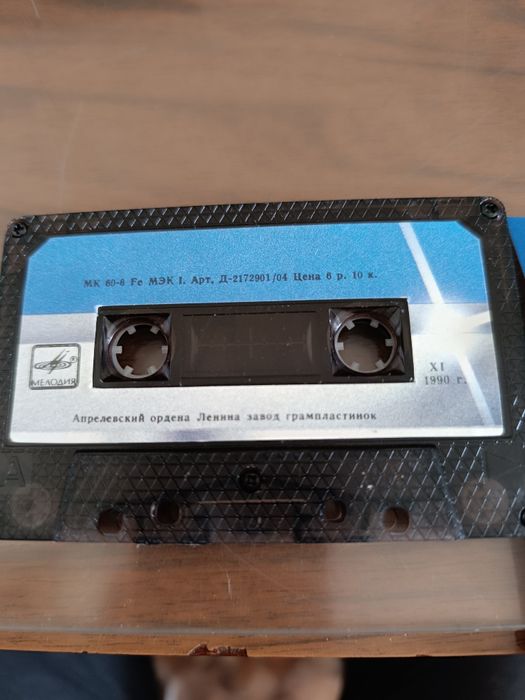 МК 60-6 Fe МЭК I. Арт. Д-2172901/04 Цена 6 р. 10 к.
МЕЛОДИЯ
XI
1990 г.
Апрелевский ордена Ленина завод грампластинок
A